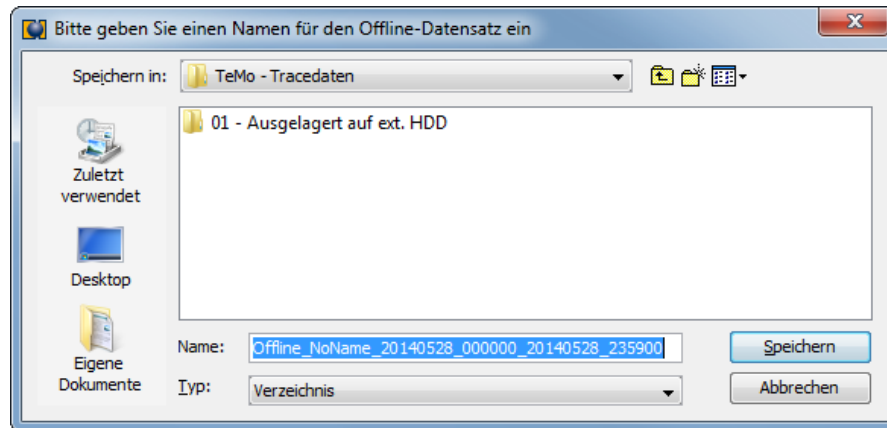 Bitte geben Sie einen Namen für den Offline-Datensatz ein
Speichern in: TeMo - Tracedaten
01 - Ausgelagert auf ext. HDD
Zuletzt
verwendet
Desktop
Eigene
Dokumente
Name: Offline_NoName_20140528_000000_20140528_235900 Speichern
Typ: Verzeichnis Abbrechen